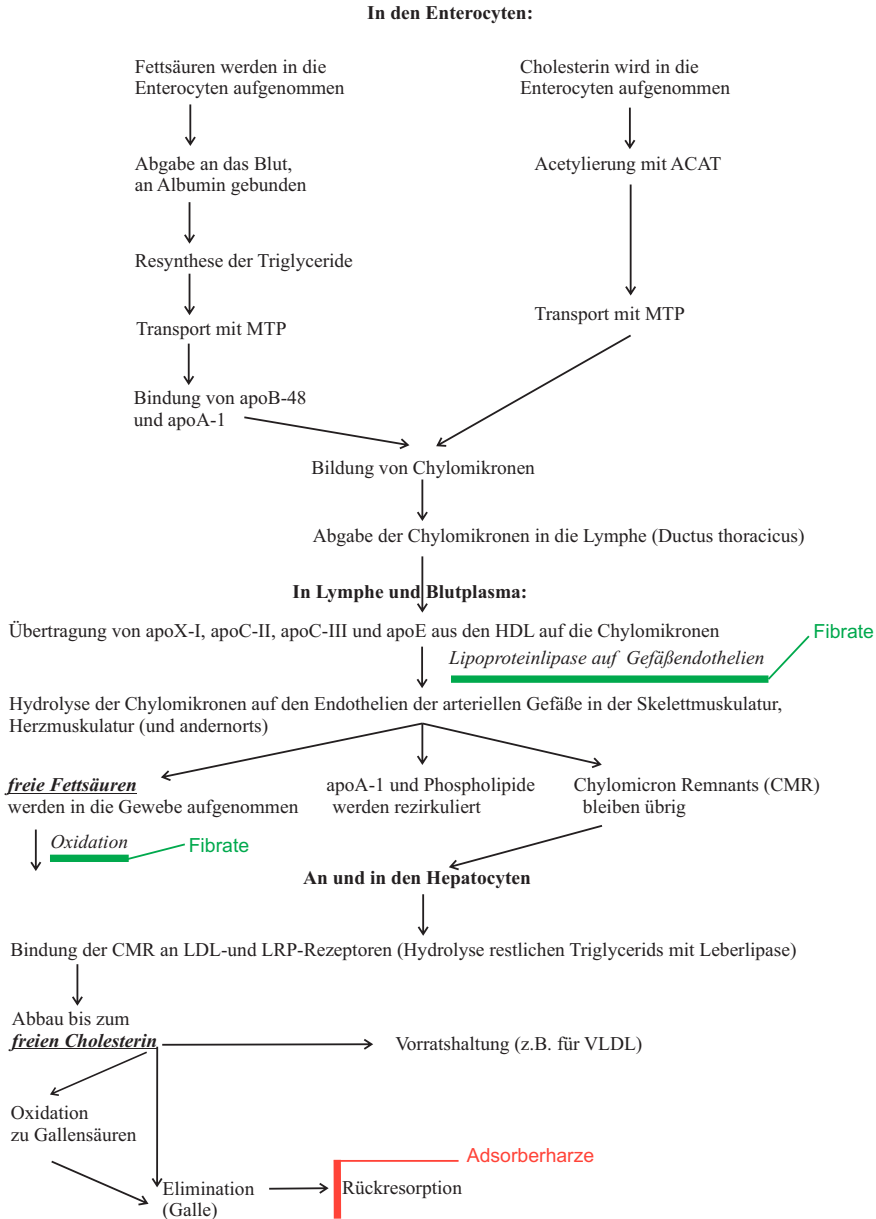 In den Enterocyten:
Fettsäuren werden in die
Enterocyten aufgenommen
Cholesterin wird in die
Enterocyten aufgenommen
Abgabe an das Blut,
an Albumin gebunden
Acetylierung mit ACAT
Resynthese der Triglyceride
Transport mit MTP
Transport mit MTP
Bindung von apoB-48
und apoA-1
Bildung von Chylomikronen
Abgabe der Chylomikronen in die Lymphe (Ductus thoracicus)
In Lymphe und Blutplasma:
Übertragung von apoX-I, apoC-II, apoC-III und apoE aus den HDL auf die Chylomikronen
Fibrate
Lipoproteinlipase auf Gefäßendothelien
Hydrolyse der Chylomikronen auf den Endothelien der arteriellen Gefäße in der Skelettmuskulatur,
Herzmuskulatur (und andernorts)
freie Fettsäuren
werden in die Gewebe aufgenommen
apoA-1 und Phospholipide
werden rezirkuliert
Chylomicron Remnants (CMR)
bleiben übrig
Oxidation
Fibrate
An und in den Hepatocyten
Bindung der CMR an LDL-und LRP-Rezeptoren (Hydrolyse restlichen Triglycerids mit Leberlipase)
Abbau bis zum
freien Cholesterin
Vorratshaltung (z.B. für VLDL)
Oxidation
zu Gallensäuren
Adsorberharze
Elimination
(Galle)
Rückresorption